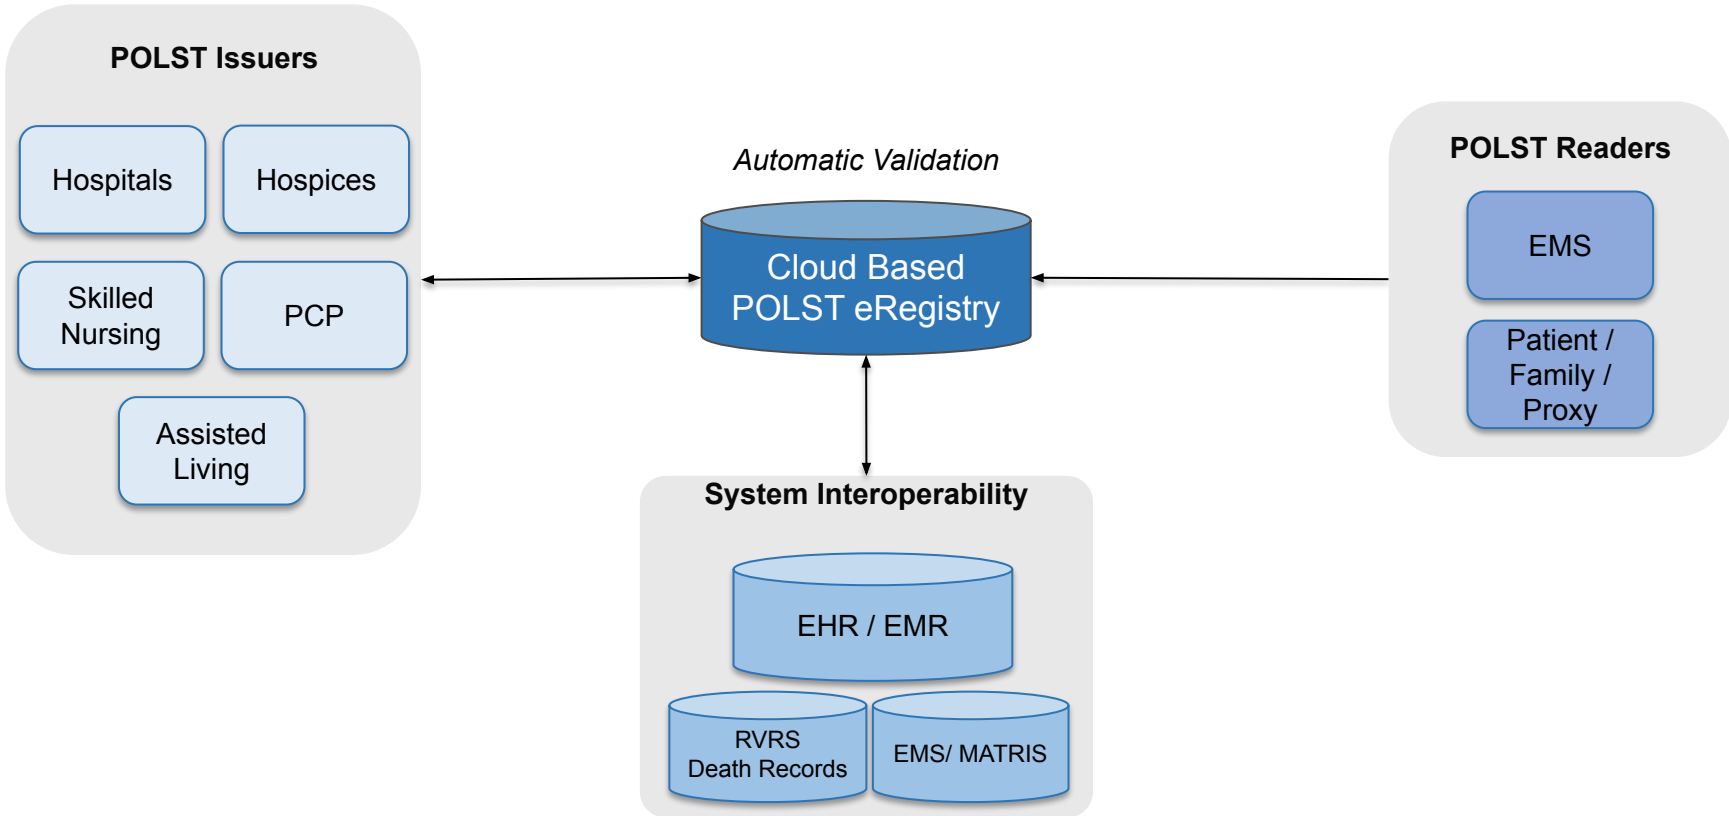 POLST Issuers
Hospitals
Hospices
Skilled
Nursing
PCP
Assisted
Living
Automatic Validation
Cloud Based
POLST eRegistry
POLST Readers
EMS
Patient /
Family /
Proxy
System Interoperability
EHR / EMR
RVRS
Death Records
EMS/ MATRIS